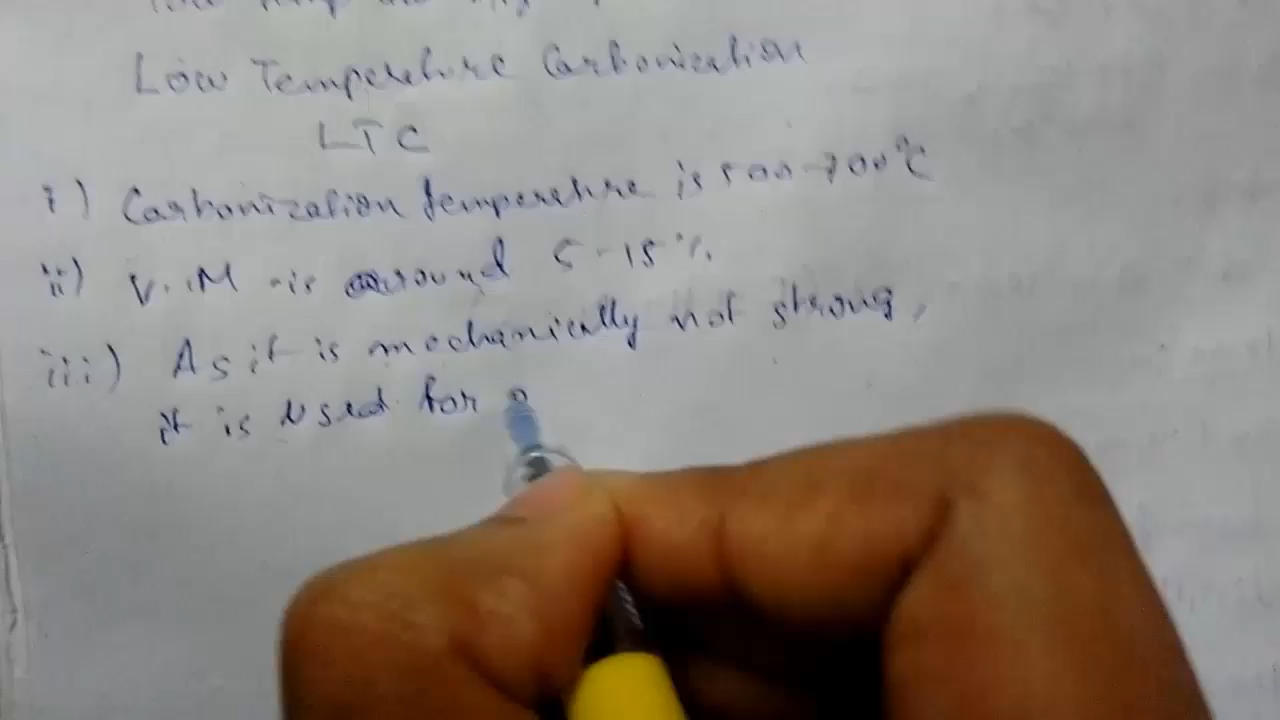 Low Temperature Carbonization
LTC
i) Carbonization temperature is 500-700°C
ii) V.M is around 5-15%
iii) As it is mechanically not strong,
it is used for